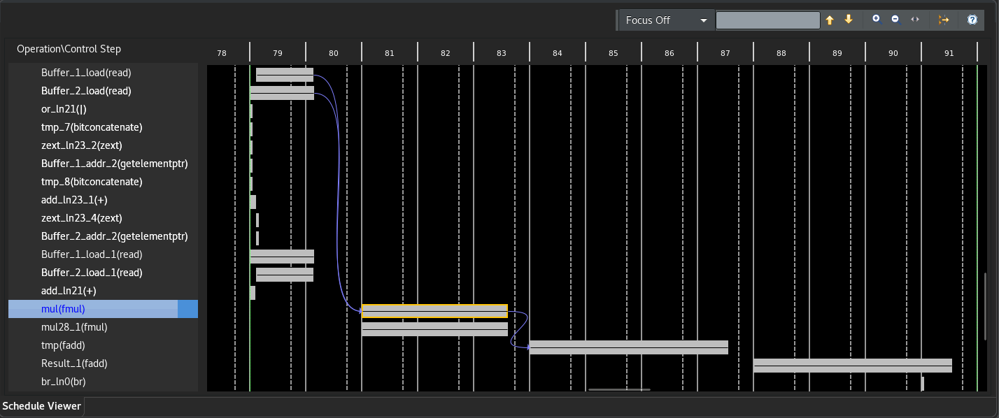 Focus Off
Operation\Control Step 78 79 80 81 82 83 84 85 86 87 88 89 90 91
Buffer_1_load(read)
Buffer_2_load(read)
or_ln21(|)
tmp_7(bitconcatenate)
zext_ln23_2(zext)
Buffer_1_addr_2(getelementptr)
tmp_8(bitconcatenate)
add_ln23_1(+)
zext_ln23_4(zext)
Buffer_2_addr_2(getelementptr)
Buffer_1_load_1(read)
Buffer_2_load_1(read)
add_ln21(+)
mul(fmul)
mul28_1(fmul)
tmp(fadd)
Result_1(fadd)
br_ln0(br)
Schedule Viewer